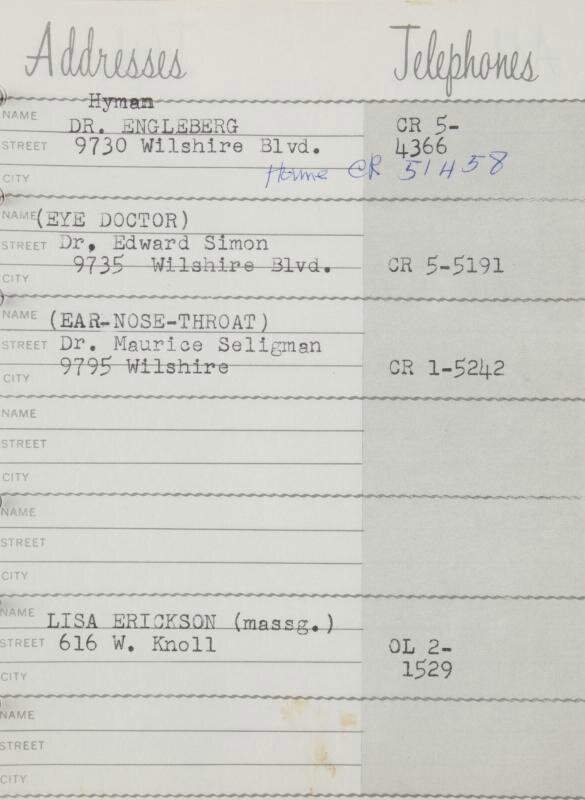 Addresses Telephones
Hyman
NAME DR. ENGLEBERG CR 5-
STREET 9730 Wilshire Blvd. 4366
CITY Home CR 51458
NAME (EYE DOCTOR)
STREET Dr. Edward Simon
CITY 9735 Wilshire Blvd. CR 5-5191
NAME (EAR-NOSE-THROAT)
STREET Dr. Maurice Seligman
CITY 9795 Wilshire CR 1-5242
NAME
STREET
CITY
NAME
STREET
CITY
NAME LISA ERICKSON (massg.)
STREET 616 W. Knoll OL 2-
CITY 1529
NAME
STREET
CITY